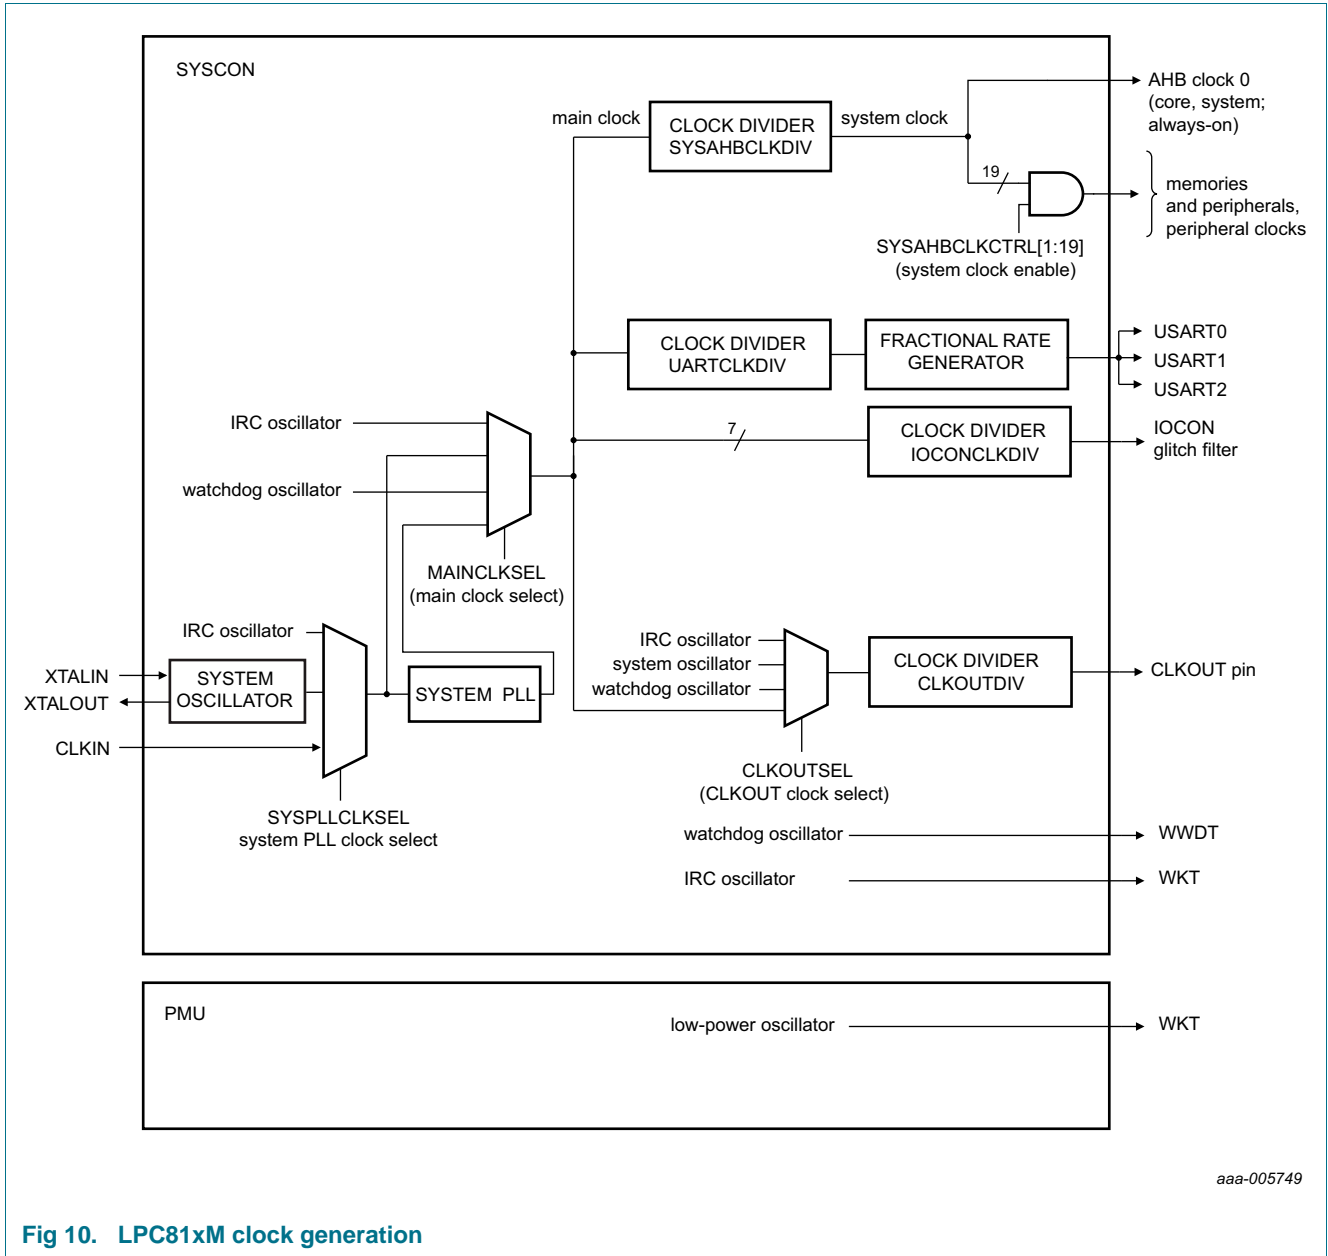 SYSCON
AHB clock 0
(core, system;
always-on)
main clock
CLOCK DIVIDER
SYSAHBCLKDIV
system clock
19
memories
and peripherals,
peripheral clocks
SYSAHBCLKCTRL[1:19]
(system clock enable)
CLOCK DIVIDER
UARTCLKDIV
FRACTIONAL RATE
GENERATOR
USART0
USART1
USART2
IRC oscillator
7
CLOCK DIVIDER
IOCONCLKDIV
IOCON
glitch filter
watchdog oscillator
MAINCLKSEL
(main clock select)
IRC oscillator
XTALIN
XTALOUT
SYSTEM
OSCILLATOR
SYSTEM PLL
CLKIN
SYSPLLCLKSEL
system PLL clock select
IRC oscillator
system oscillator
watchdog oscillator
CLOCK DIVIDER
CLKOUTDIV
CLKOUT pin
CLKOUTSEL
(CLKOUT clock select)
watchdog oscillator
WWDT
IRC oscillator
WKT
PMU
low-power oscillator
WKT
aaa-005749
Fig 10. LPC81xM clock generation